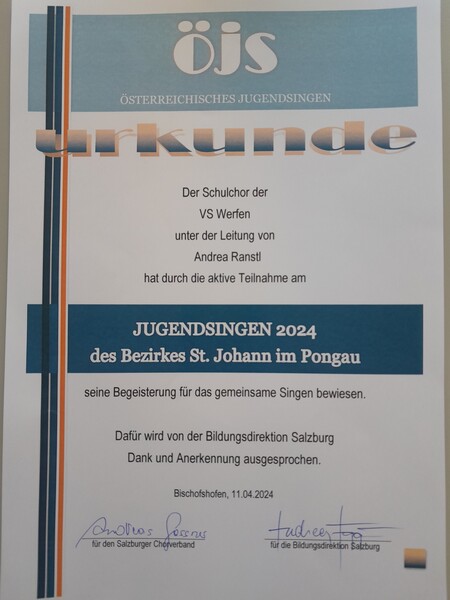 öjs
ÖSTERREICHISCHES JUGENDSINGEN
urkunde
Der Schulchor der
VS Werfen
unter der Leitung von
Andrea Ranstl
hat durch die aktive Teilnahme am
JUGENDSINGEN 2024
des Bezirkes St. Johann im Pongau
seine Begeisterung für das gemeinsame Singen bewiesen.
Dafür wird von der Bildungsdirektion Salzburg
Dank und Anerkennung ausgesprochen.
Bischofshofen, 11.04.2024
für den Salzburger Chorverband
für die Bildungsdirektion Salzburg